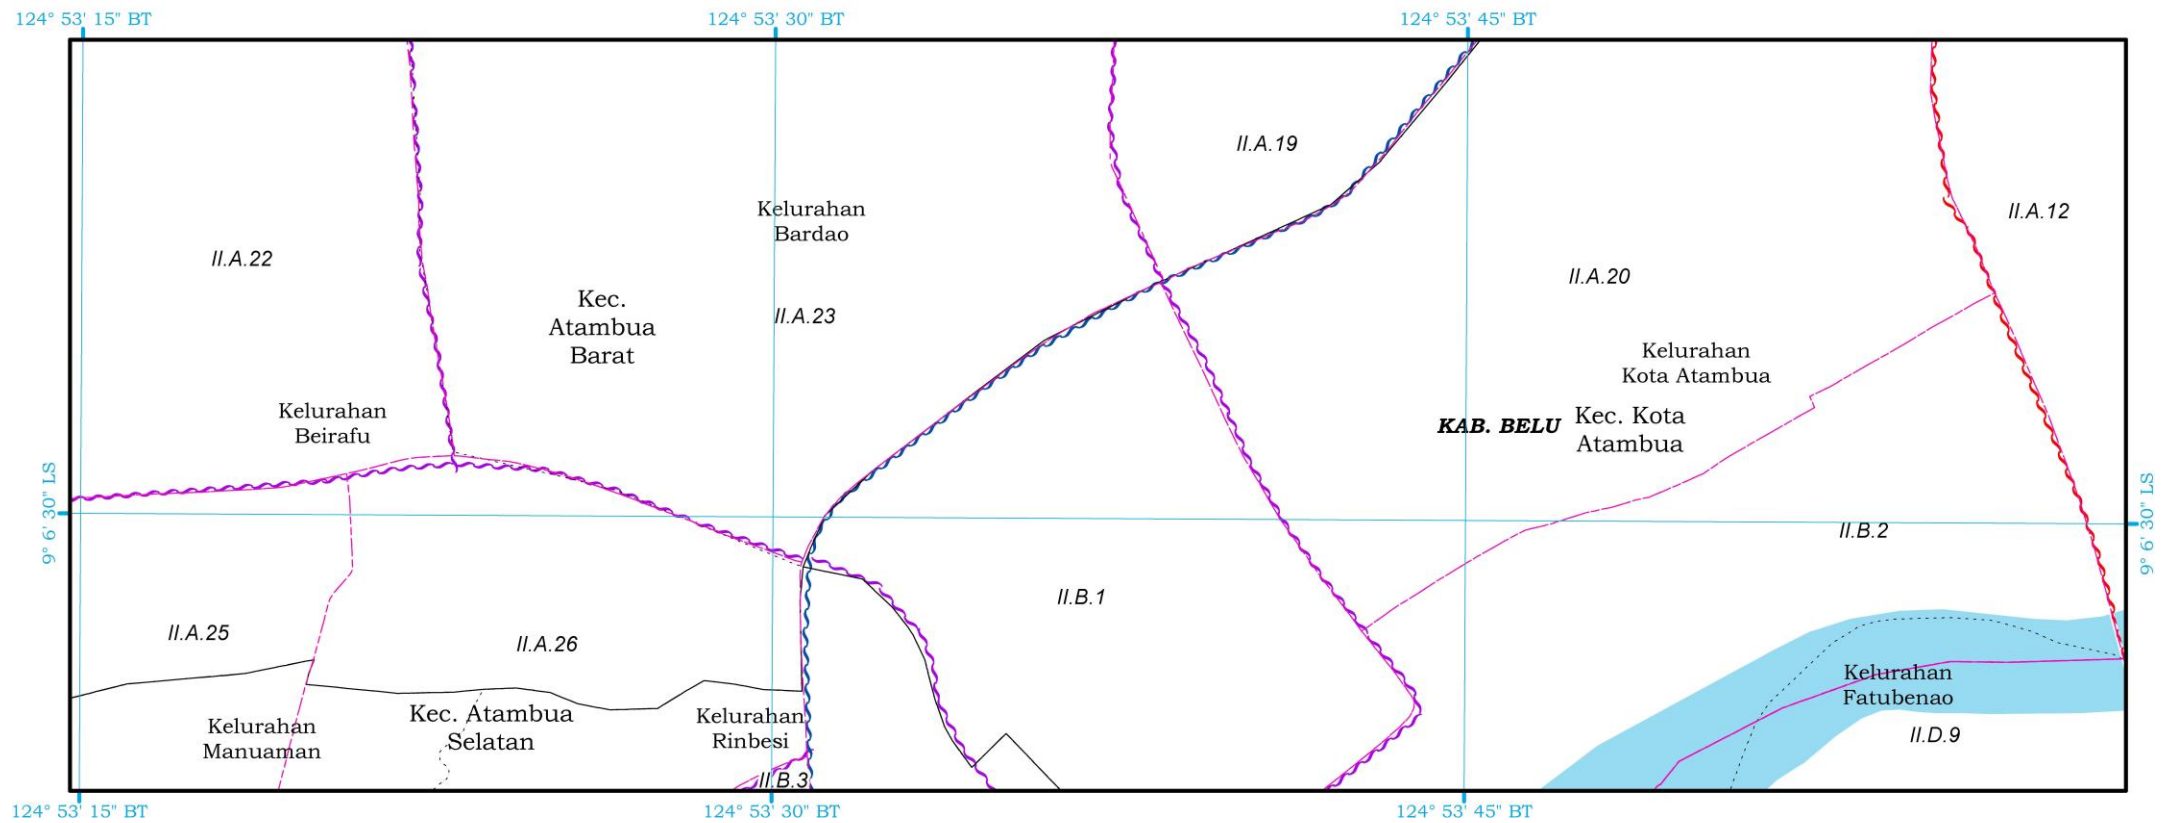 124° 53' 15" BT
124° 53' 30" BT
124° 53' 45" BT
II.A.19
Kelurahan
Bardao
II.A.12
II.A.22
II.A.20
Kec.
Atambua
Barat
II.A.23
Kelurahan
Kota Atambua
Kelurahan
Beirafu
KAB. BELU
Kec. Kota
Atambua
9° 6' 30" LS
9° 6' 30" LS
II.B.2
II.B.1
II.A.25
II.A.26
Kelurahan
Fatubenao
Kelurahan
Manuaman
Kec. Atambua
Selatan
Kelurahan
Rinbesi
II.D.9
II.B.3
124° 53' 15" BT
124° 53' 30" BT
124° 53' 45" BT